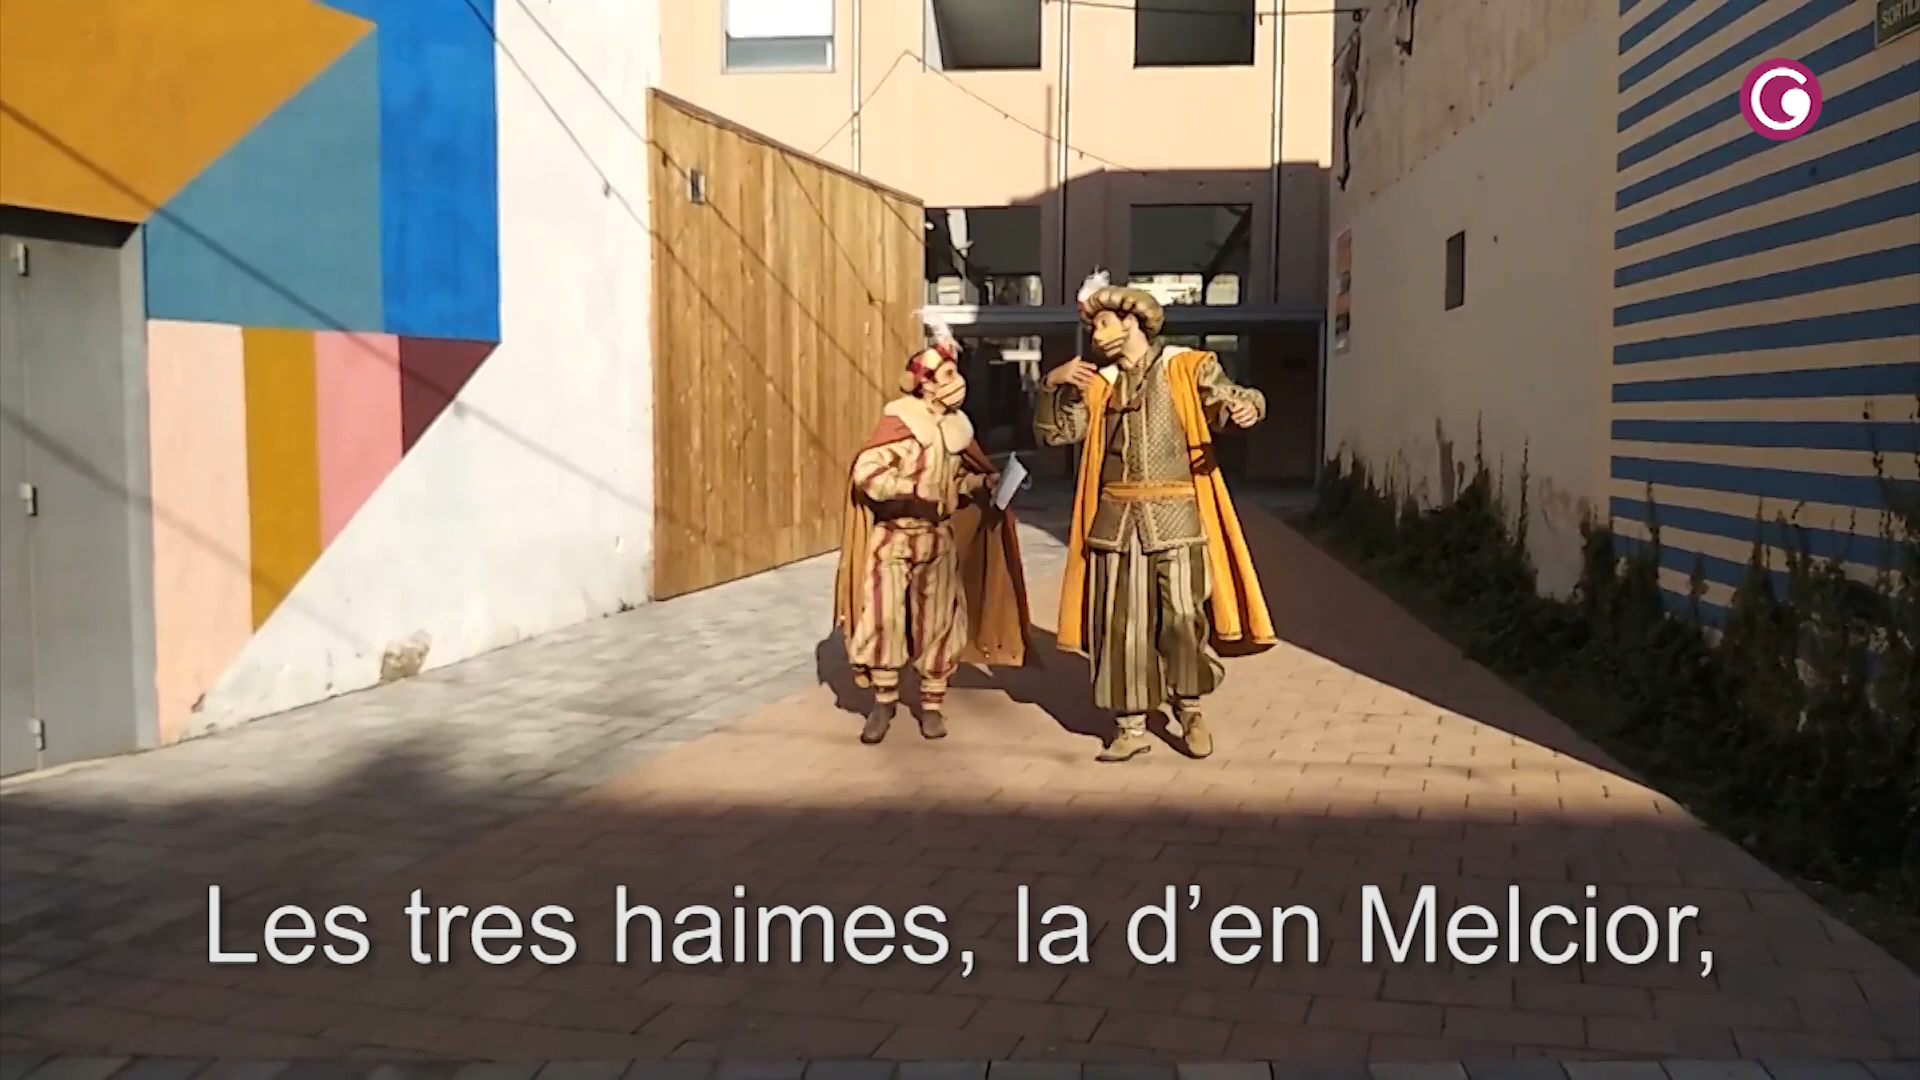 Les tres haimes, la d’en Melcior,